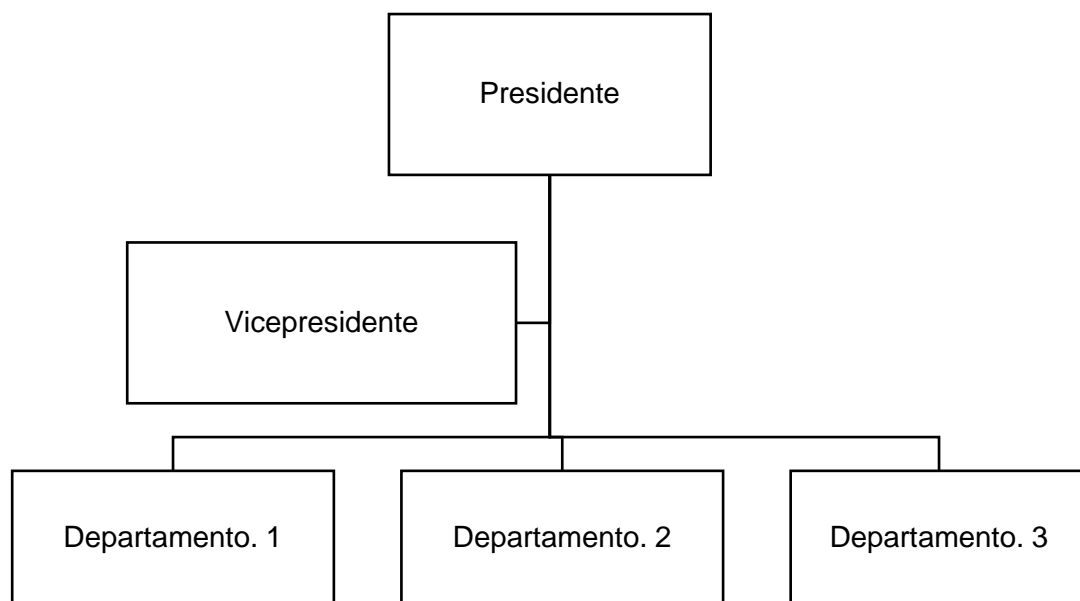 Presidente
Vicepresidente
Departamento. 1
Departamento. 2
Departamento. 3